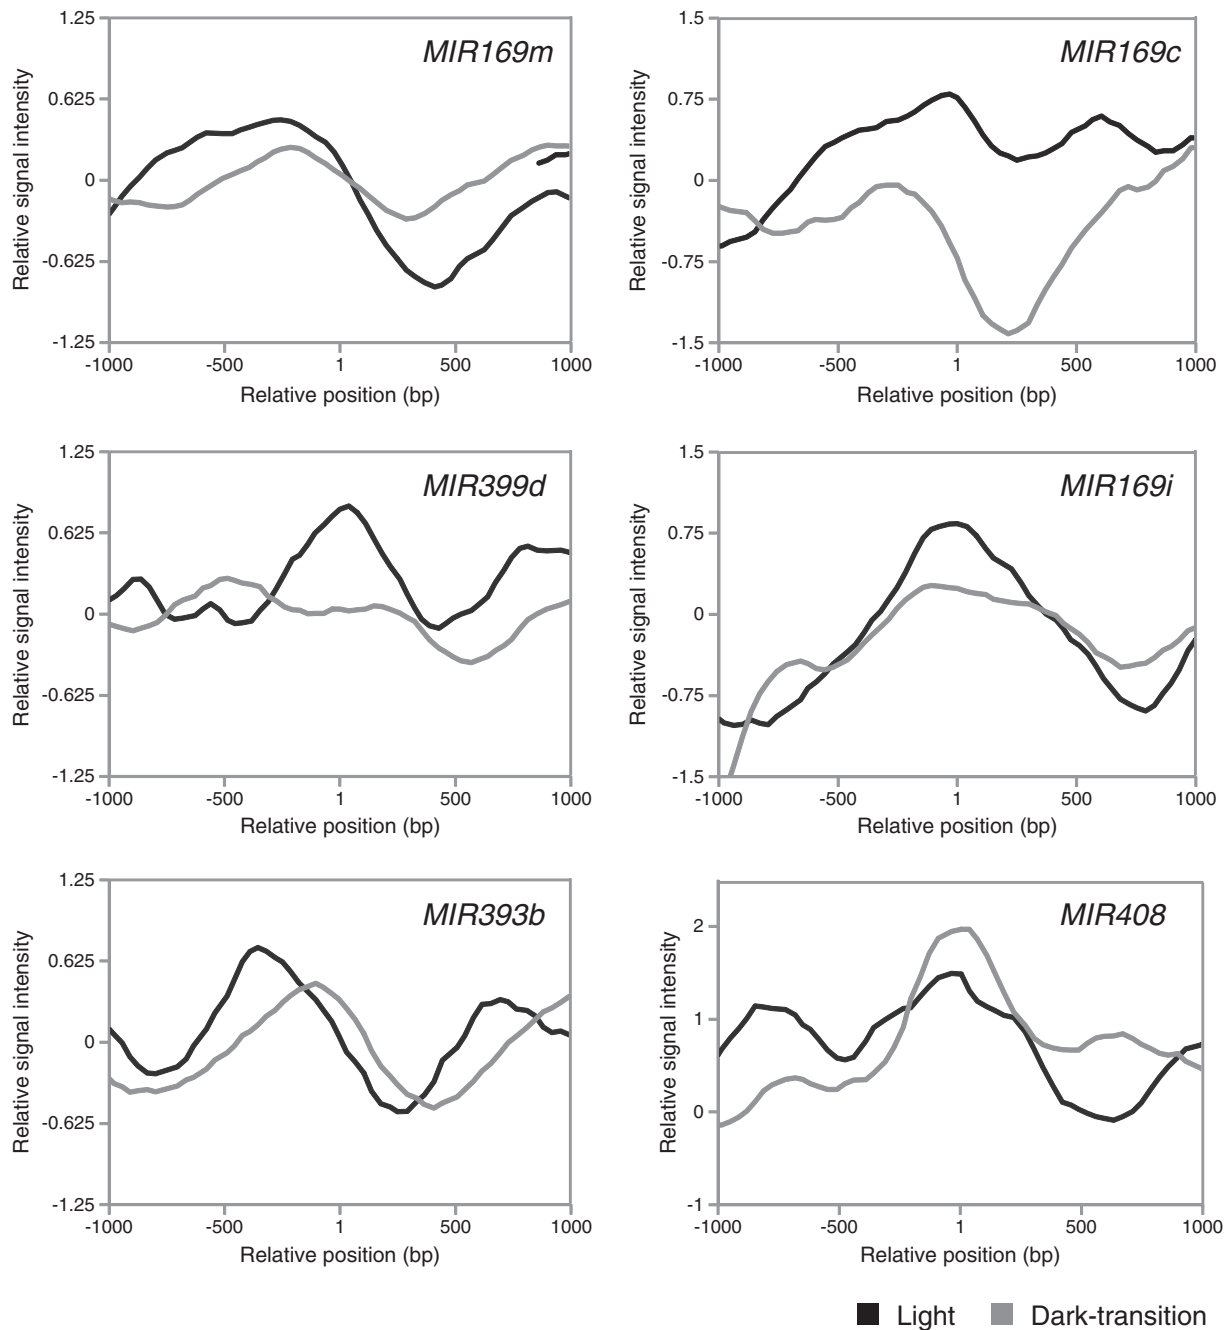 MIR169m
Relative signal intensity
1.25
0.625
0
-0.625
-1.25
-1000 -500 1 500 1000
Relative position (bp)
MIR169c
Relative signal intensity
1.5
0.75
0
-0.75
-1.5
-1000 -500 1 500 1000
Relative position (bp)
MIR399d
Relative signal intensity
1.25
0.625
0
-0.625
-1.25
-1000 -500 1 500 1000
Relative position (bp)
MIR169i
Relative signal intensity
1.5
0.75
0
-0.75
-1.5
-1000 -500 1 500 1000
Relative position (bp)
MIR393b
Relative signal intensity
1.25
0.625
0
-0.625
-1.25
-1000 -500 1 500 1000
Relative position (bp)
MIR408
Relative signal intensity
2
1
0
-1
-1000 -500 1 500 1000
Relative position (bp)
Light Dark-transition